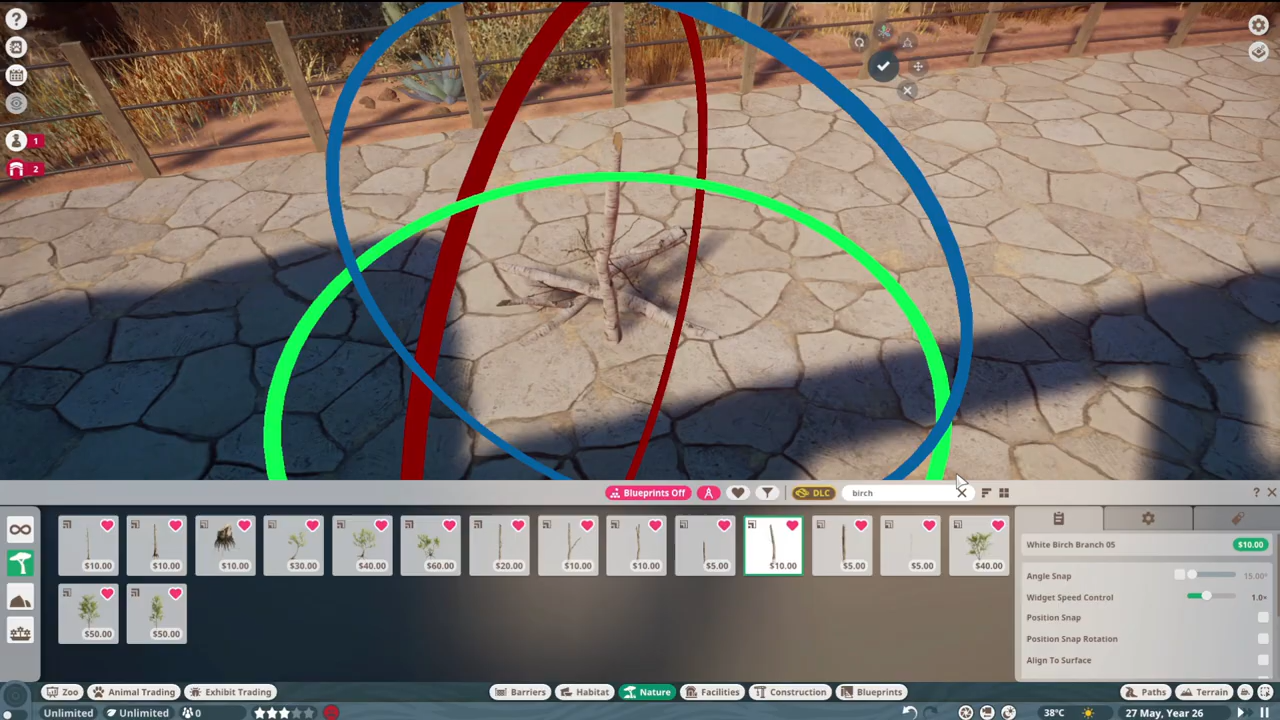 ?
1
2
Blueprints Off
DLC
birch
?
$10.00
$10.00
$10.00
$30.00
$40.00
$60.00
$20.00
$10.00
$10.00
$5.00
$10.00
$5.00
$5.00
$40.00
$50.00
$50.00
White Birch Branch 05
$10.00
Angle Snap
15.00°
Widget Speed Control
1.0×
Position Snap
Position Snap Rotation
Align To Surface
Zoo
Animal Trading
Exhibit Trading
Barriers
Habitat
Nature
Facilities
Construction
Blueprints
Paths
Terrain
Unlimited
Unlimited
0
38°C
27 May, Year 26